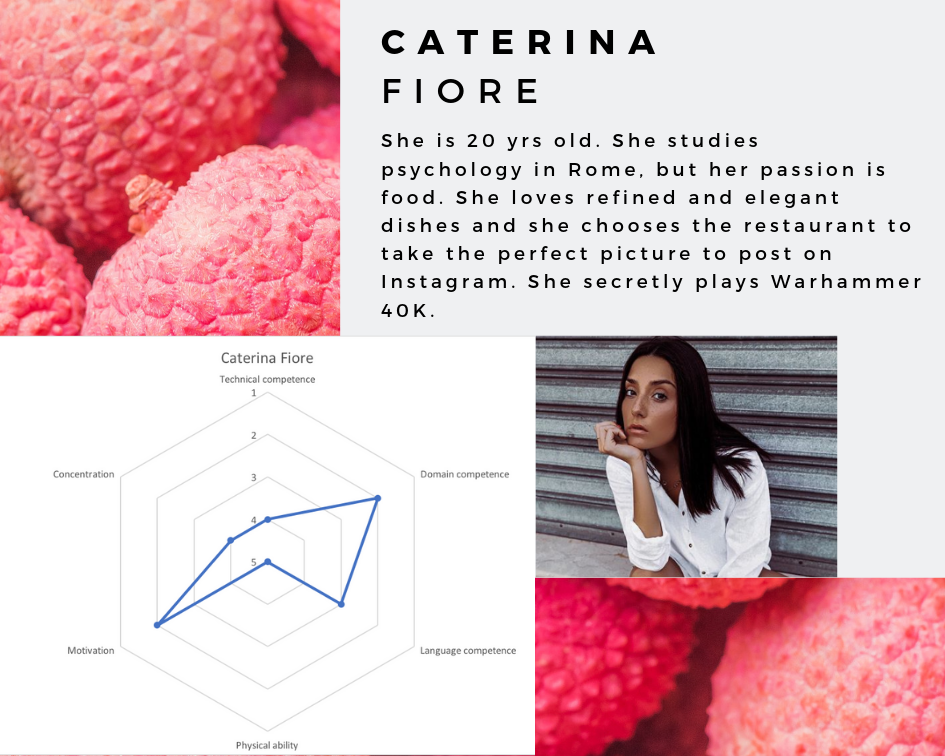 CATERINA
FIORE
She is 20 yrs old. She studies
psychology in Rome, but her passion is
food. She loves refined and elegant
dishes and she chooses the restaurant to
take the perfect picture to post on
Instagram. She secretly plays Warhammer
40K.
Caterina Fiore
Technical competence
1
2
3
4
5
Concentration
Domain competence
Motivation
Language competence
Physical ability